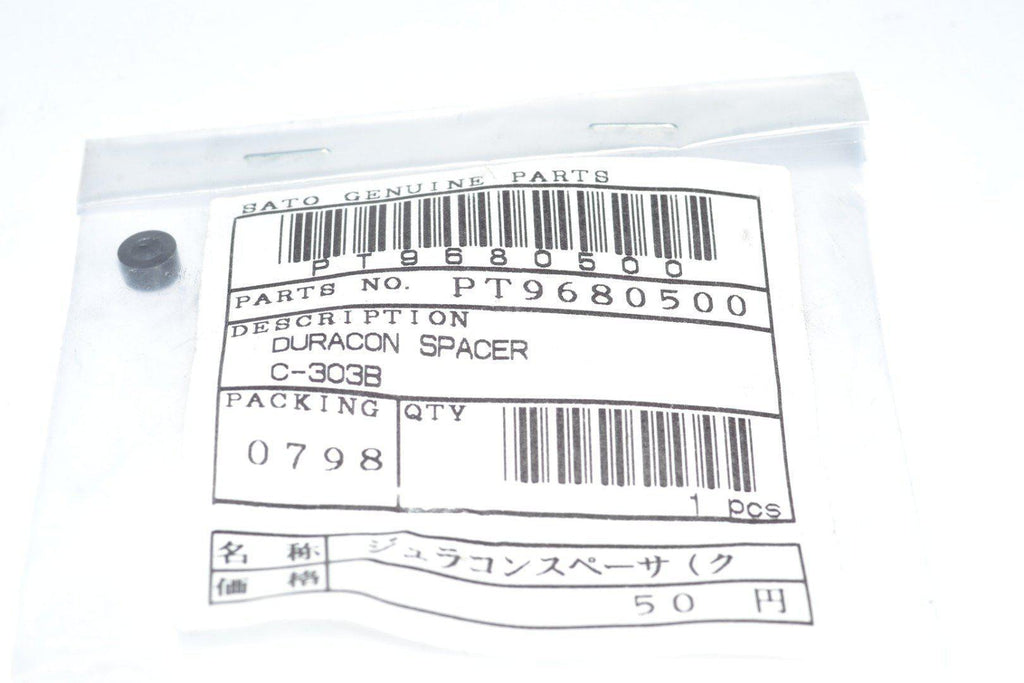 SATO GENUINE PARTS
PT9680500
PARTS NO. PT9680500
DESCRIPTION
DURACON SPACER
C-303B
PACKING QTY
0798
1 pcs
名 称 ジュラコンスペーサ(ク
価 格 50 円